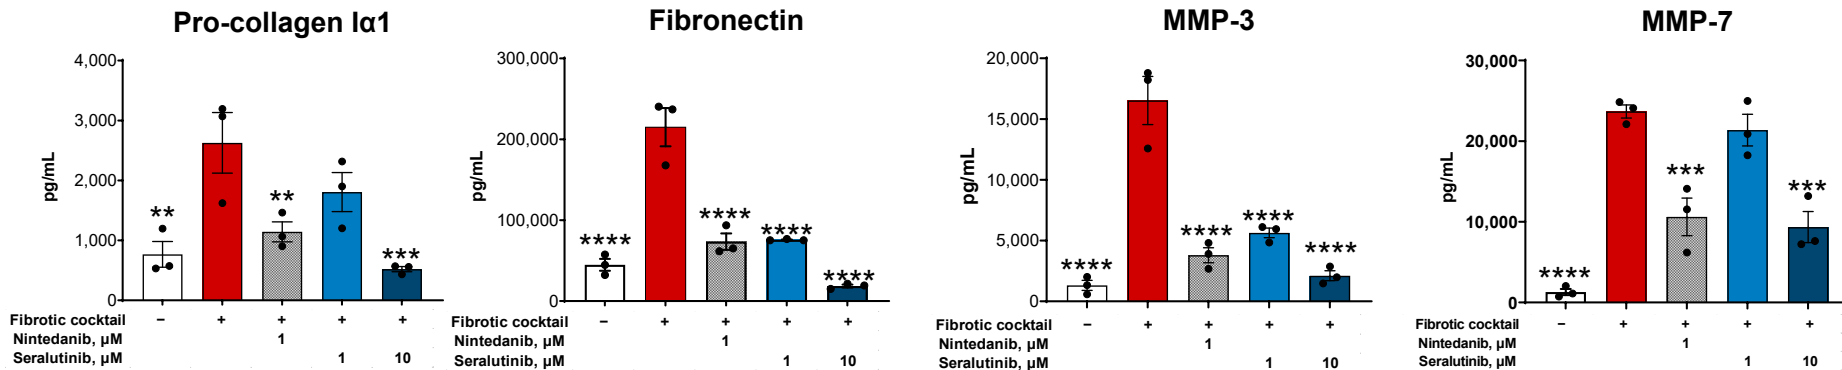 Pro-collagen Iα1
4,000
3,000
2,000
1,000
0
pg/mL
**
**
***
Fibrotic cocktail – + + + +
Nintedanib, µM 1
Seralutinib, µM 1 10
Fibronectin
300,000
200,000
100,000
0
pg/mL
****
****
****
****
Fibrotic cocktail – + + + +
Nintedanib, µM 1
Seralutinib, µM 1 10
MMP-3
20,000
15,000
10,000
5,000
0
pg/mL
****
****
****
****
Fibrotic cocktail – + + + +
Nintedanib, µM 1
Seralutinib, µM 1 10
MMP-7
30,000
20,000
10,000
0
pg/mL
****
***
***
Fibrotic cocktail – + + + +
Nintedanib, µM 1
Seralutinib, µM 1 10